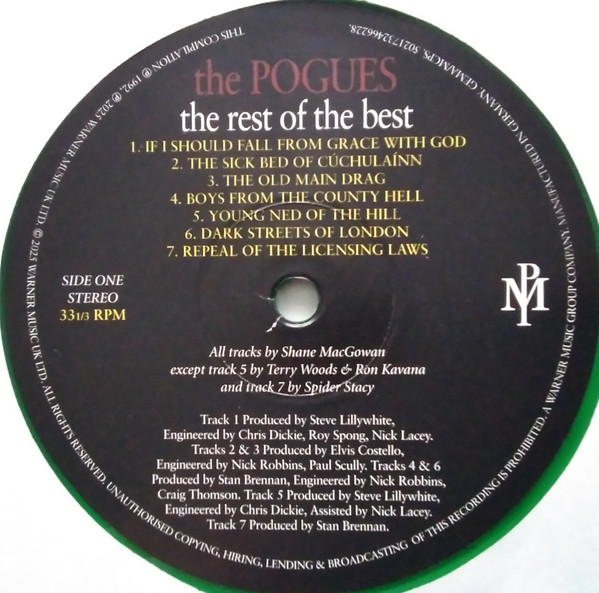 the POGUES
the rest of the best
1. IF I SHOULD FALL FROM GRACE WITH GOD
2. THE SICK BED OF CÚCHULAÍNN
3. THE OLD MAIN DRAG
4. BOYS FROM THE COUNTY HELL
5. YOUNG NED OF THE HILL
6. DARK STREETS OF LONDON
7. REPEAL OF THE LICENSING LAWS
SIDE ONE
STEREO
331/3 RPM
PM
All tracks by Shane MacGowan
except track 5 by Terry Woods & Ron Kavana
and track 7 by Spider Stacy
Track 1 Produced by Steve Lillywhite,
Engineered by Chris Dickie, Roy Spong, Nick Lacey.
Tracks 2 & 3 Produced by Elvis Costello,
Engineered by Nick Robbins, Paul Scully. Tracks 4 & 6
Produced by Stan Brennan, Engineered by Nick Robbins,
Craig Thomson. Track 5 Produced by Steve Lillywhite,
Engineered by Chris Dickie, Assisted by Nick Lacey.
Track 7 Produced by Stan Brennan.
THIS COMPILATION ℗ 1992, ℗ 2025 WARNER MUSIC UK LTD. © 2025 WARNER MUSIC UK LTD. ALL RIGHTS RESERVED. UNAUTHORISED COPYING, HIRING, LENDING & BROADCASTING OF THIS RECORDING IS PROHIBITED. A WARNER MUSIC GROUP COMPANY. MANUFACTURED IN GERMANY. GEMA/MCPS. 5021732466228.